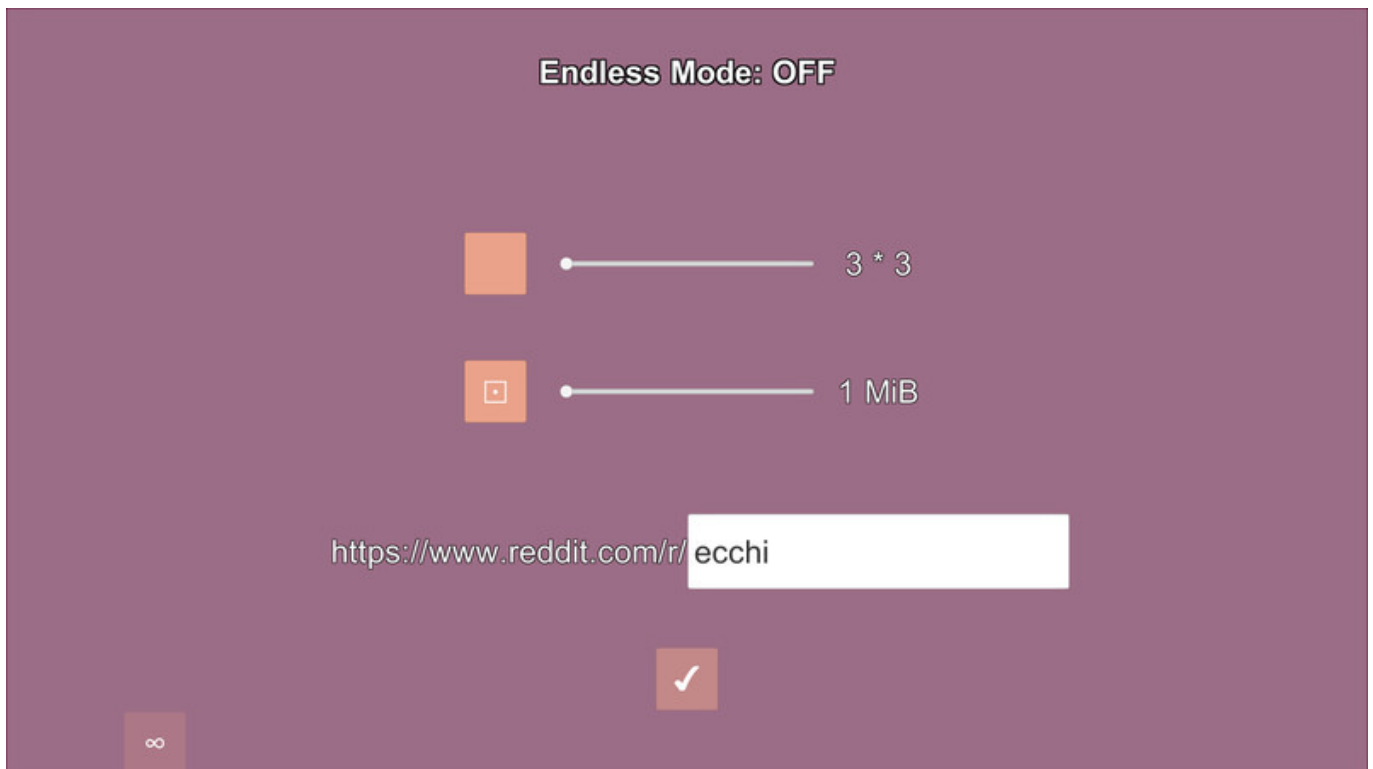 Endless Mode: OFF
3 * 3
1 MiB
https://www.reddit.com/r/ecchi
✓
∞